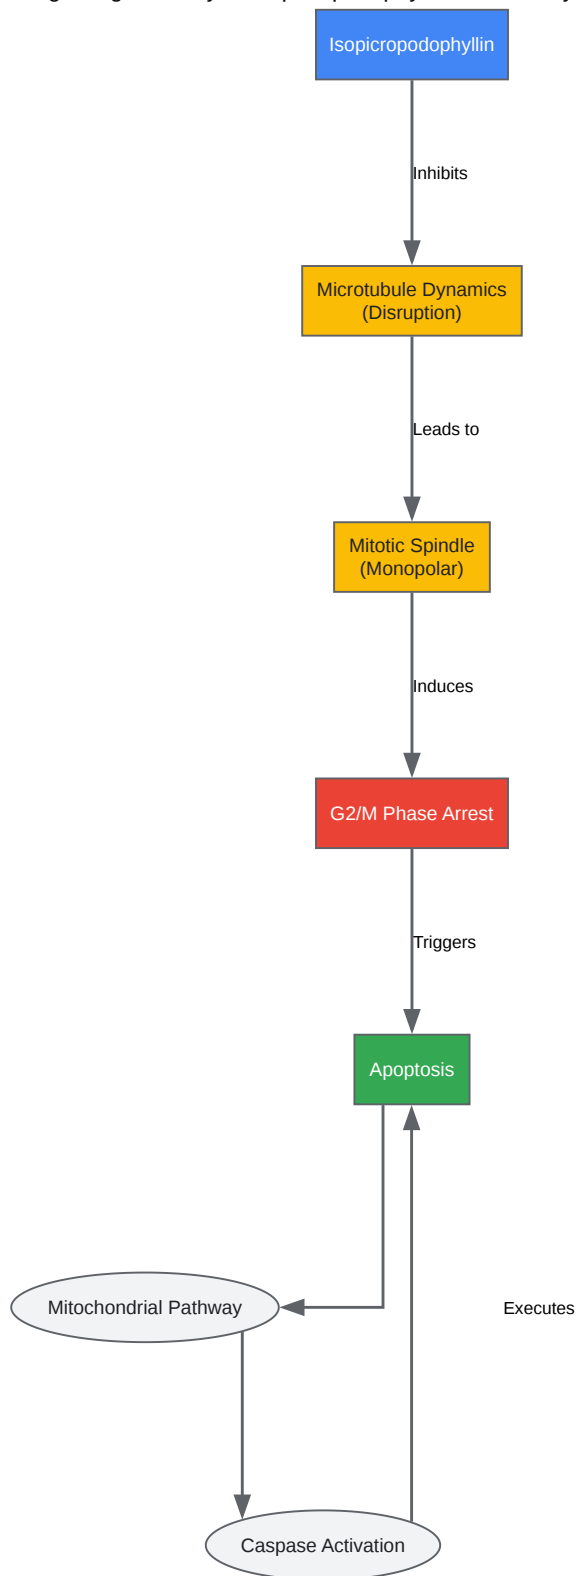 Isopicropodophyllin
Inhibits
Microtubule Dynamics
(Disruption)
Leads to
Mitotic Spindle
(Monopolar)
Induces
G2/M Phase Arrest
Triggers
Apoptosis
Mitochondrial Pathway
Executes
Caspase Activation